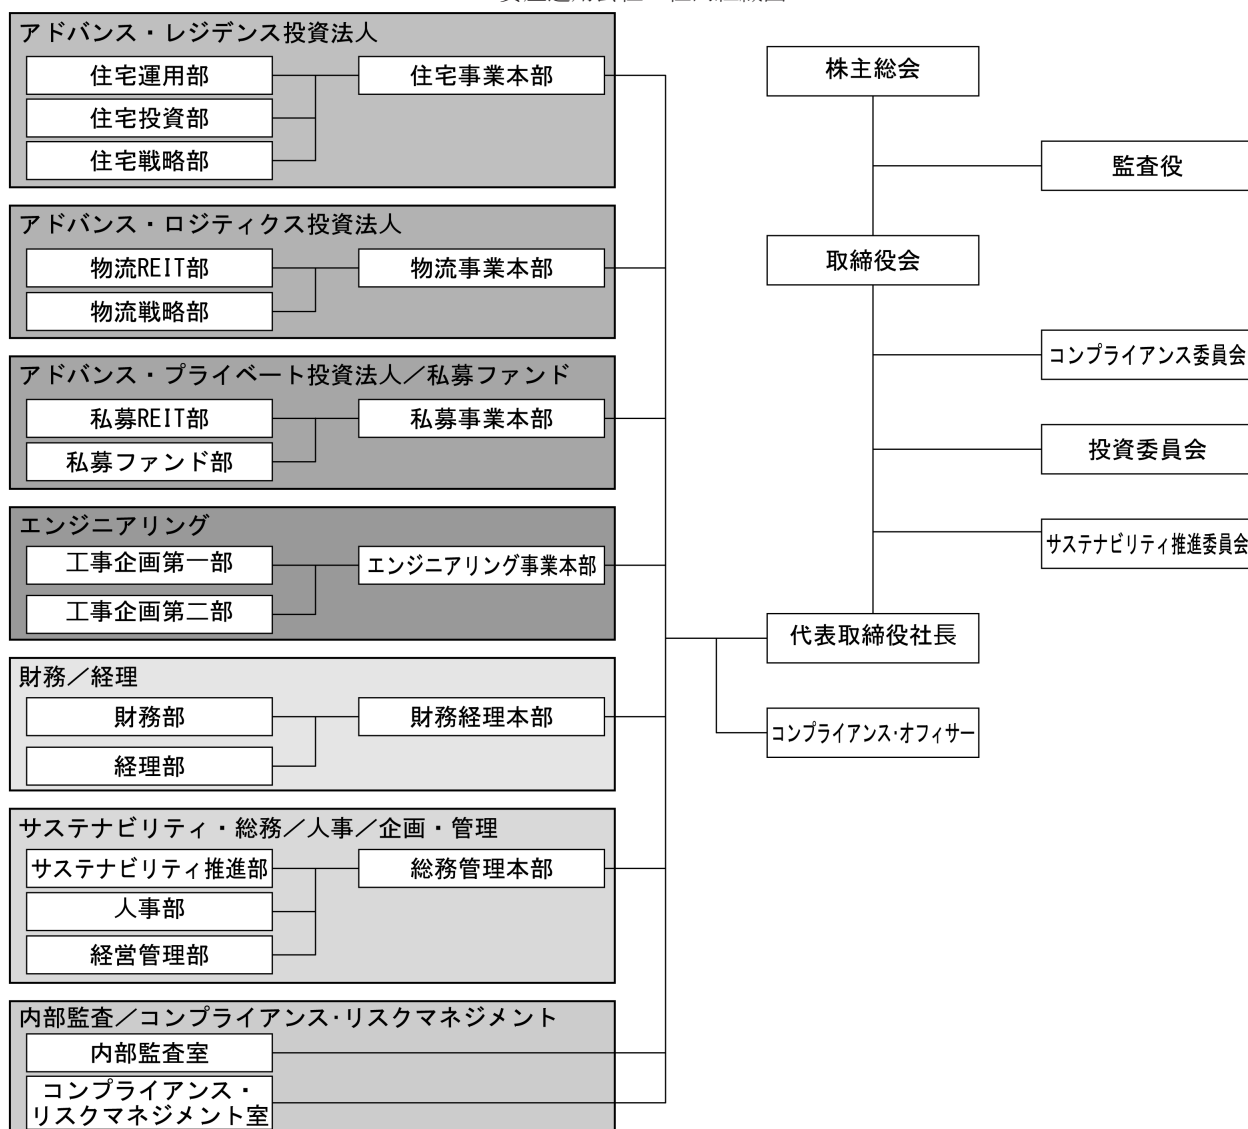 アドバンス・レジデンス投資法人
住宅運用部
住宅事業本部
住宅投資部
住宅戦略部
アドバンス・ロジティクス投資法人
物流REIT部
物流事業本部
物流戦略部
アドバンス・プライベート投資法人／私募ファンド
私募REIT部
私募事業本部
私募ファンド部
エンジニアリング
工事企画第一部
エンジニアリング事業本部
工事企画第二部
財務／経理
財務部
財務経理本部
経理部
サステナビリティ・総務／人事／企画・管理
サステナビリティ推進部
総務管理本部
人事部
経営管理部
内部監査／コンプライアンス・リスクマネジメント
内部監査室
コンプライアンス・
リスクマネジメント室
株主総会
監査役
取締役会
コンプライアンス委員会
投資委員会
サステナビリティ推進委員会
代表取締役社長
コンプライアンス・オフィサー